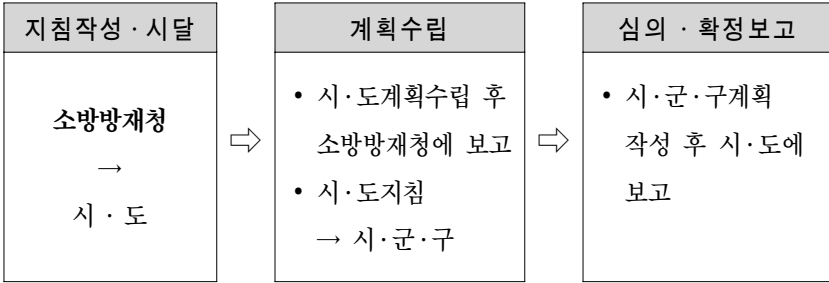 지침작성·시달
소방방재청
→
시·도
⇨
계획수립
• 시·도계획수립 후
소방방재청에 보고
• 시·도지침
→ 시·군·구
⇨
심의·확정보고
• 시·군·구계획
작성 후 시·도에
보고